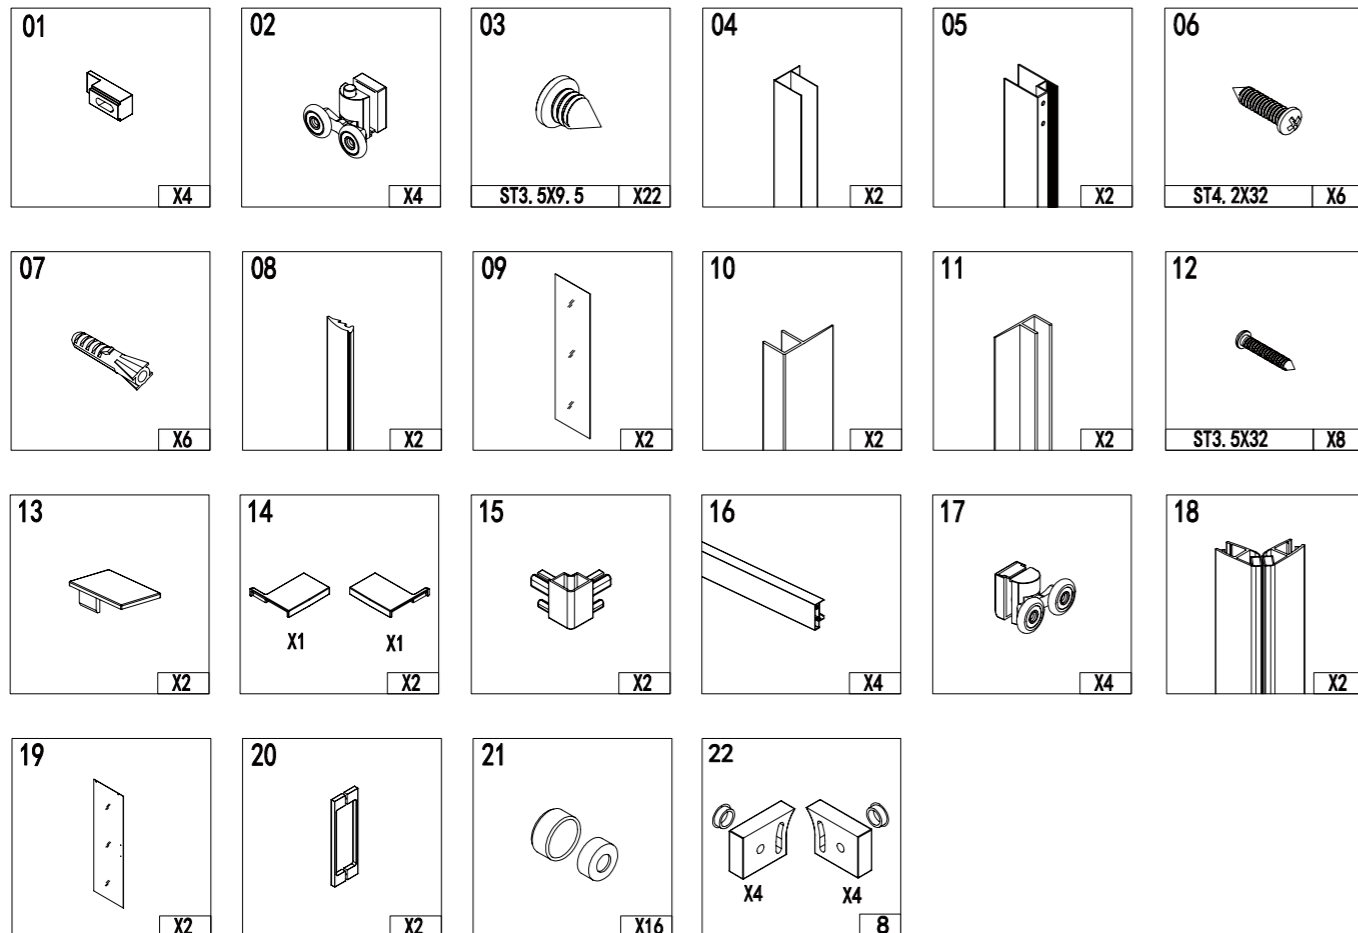 01 02 03 04 05 06
X4 X4 ST3.5X9.5 X22 X2 X2 ST4.2X32 X6
07 08 09 10 11 12
X6 X2 X2 X2 X2 ST3.5X32 X8
13 14 15 16 17 18
X1 X1
X2 X2 X2 X4 X4 X2
19 20 21 22
X4 X4
X2 X2 X16 8